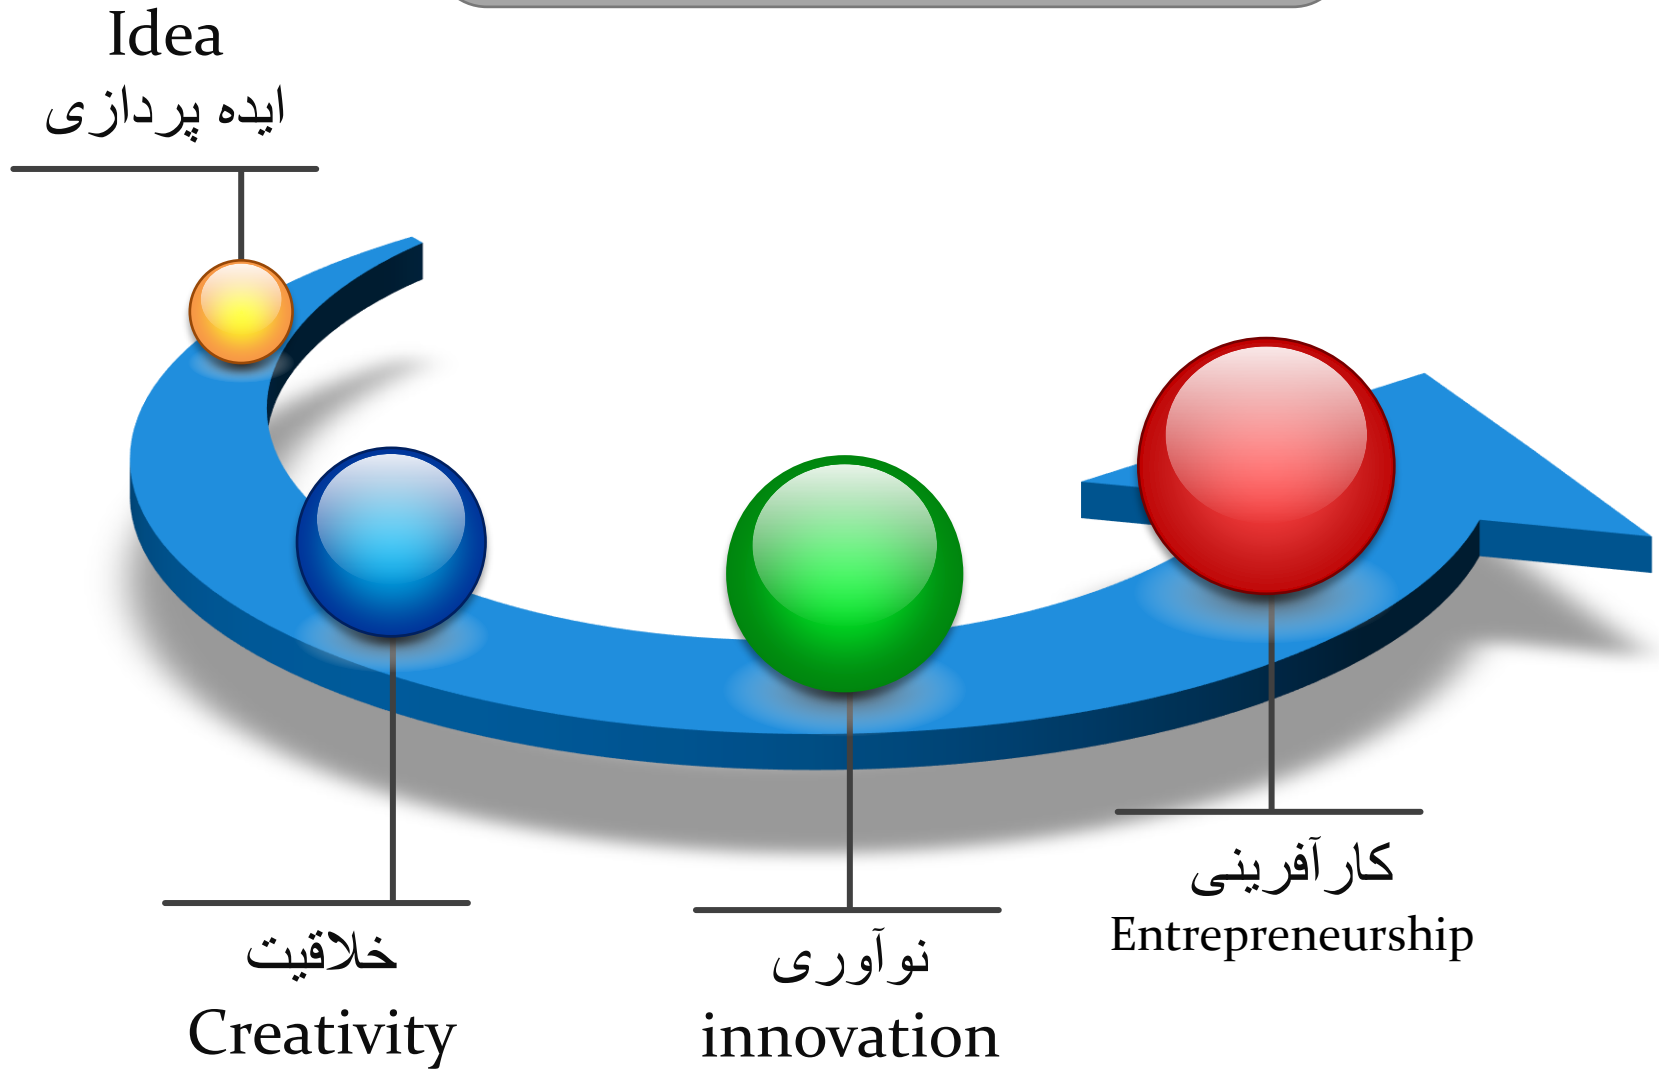 Idea
ایده پردازی
خلاقیت
Creativity
نوآوری
innovation
کارآفرینی
Entrepreneurship